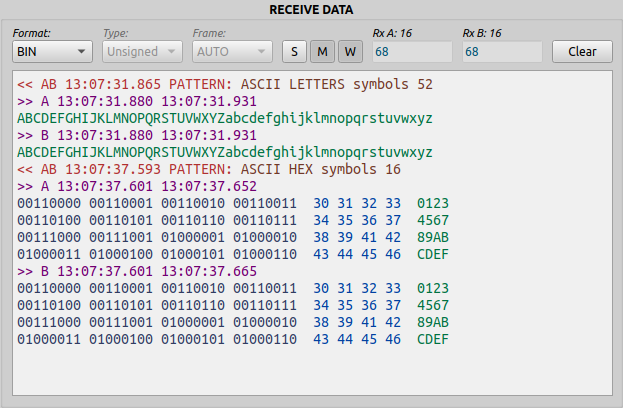 RECEIVE DATA
Format: Type: Frame: Rx A: 16 Rx B: 16
BIN Unsigned AUTO S M W 68 68 Clear
<< AB 13:07:31.865 PATTERN: ASCII LETTERS symbols 52
>> A 13:07:31.880 13:07:31.931
ABCDEFGHIJKLMNOPQRSTUVWXYZabcdefghijklmnopqrstuvwxyz
>> B 13:07:31.880 13:07:31.931
ABCDEFGHIJKLMNOPQRSTUVWXYZabcdefghijklmnopqrstuvwxyz
<< AB 13:07:37.593 PATTERN: ASCII HEX symbols 16
>> A 13:07:37.601 13:07:37.652
00110000 00110001 00110010 00110011 30 31 32 33 0123
00110100 00110101 00110110 00110111 34 35 36 37 4567
00111000 00111001 01000001 01000010 38 39 41 42 89AB
01000011 01000100 01000101 01000110 43 44 45 46 CDEF
>> B 13:07:37.601 13:07:37.665
00110000 00110001 00110010 00110011 30 31 32 33 0123
00110100 00110101 00110110 00110111 34 35 36 37 4567
00111000 00111001 01000001 01000010 38 39 41 42 89AB
01000011 01000100 01000101 01000110 43 44 45 46 CDEF